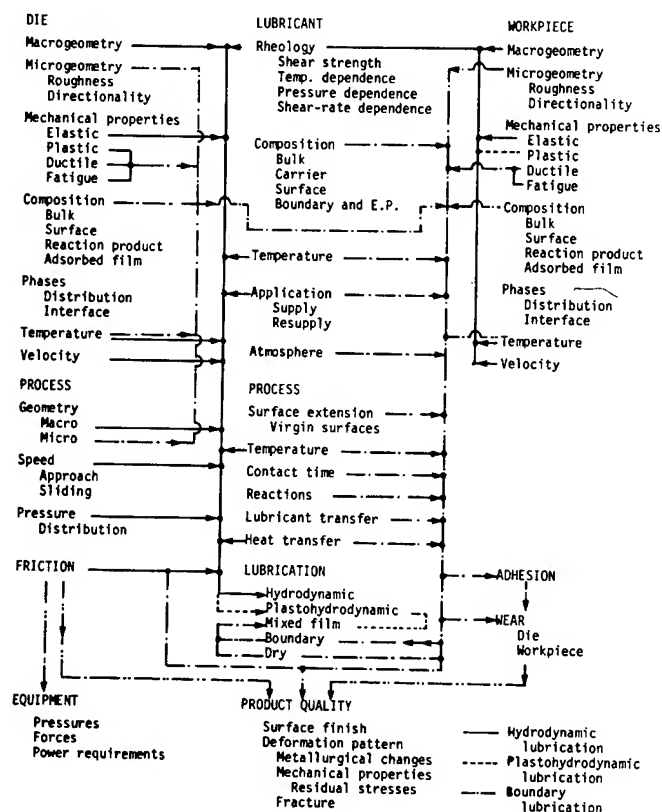 DIE
Macrogeometry
Microgeometry
Roughness
Directionality
Mechanical properties
Elastic
Plastic
Ductile
Fatigue
Composition
Bulk
Surface
Reaction product
Adsorbed film
Phases
Distribution
Interface
Temperature
Velocity
PROCESS
Geometry
Macro
Micro
Speed
Approach
Sliding
Pressure
Distribution
FRICTION
EQUIPMENT
Pressures
Forces
Power requirements
LUBRICANT
Rheology
Shear strength
Temp. dependence
Pressure dependence
Shear-rate dependence
Composition
Bulk
Carrier
Surface
Boundary and E.P.
Temperature
Application
Supply
Resupply
Atmosphere
PROCESS
Surface extension
Virgin surfaces
Temperature
Contact time
Reactions
Lubricant transfer
Heat transfer
LUBRICATION
Hydrodynamic
Plastohydrodynamic
Mixed film
Boundary
Dry
PRODUCT QUALITY
Surface finish
Deformation pattern
Metallurgical changes
Mechanical properties
Residual stresses
Fracture
WORKPIECE
Macrogeometry
Microgeometry
Roughness
Directionality
Mechanical properties
Elastic
Plastic
Ductile
Fatigue
Composition
Bulk
Surface
Reaction product
Adsorbed film
Phases
Distribution
Interface
Temperature
Velocity
ADHESION
WEAR
Die
Workpiece
Hydrodynamic
lubrication
Plastohydrodynamic
lubrication
Boundary
lubrication